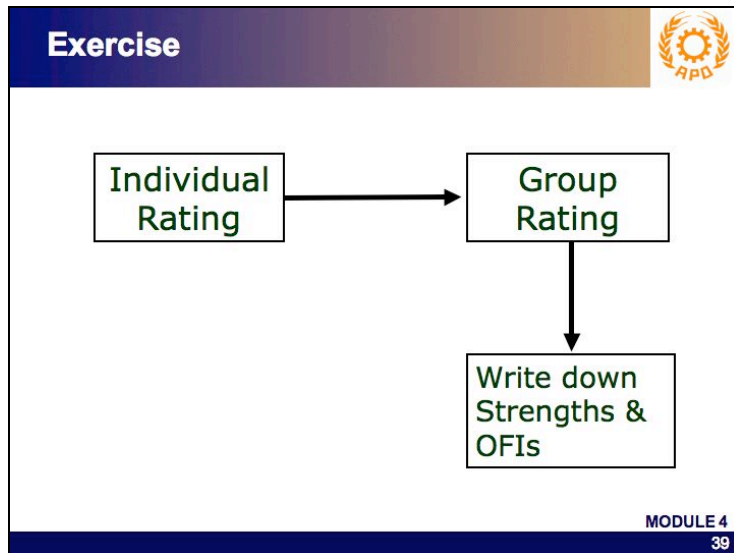 Exercise
APO
Individual
Rating
Group
Rating
Write down
Strengths &
OFIs
MODULE 4
39